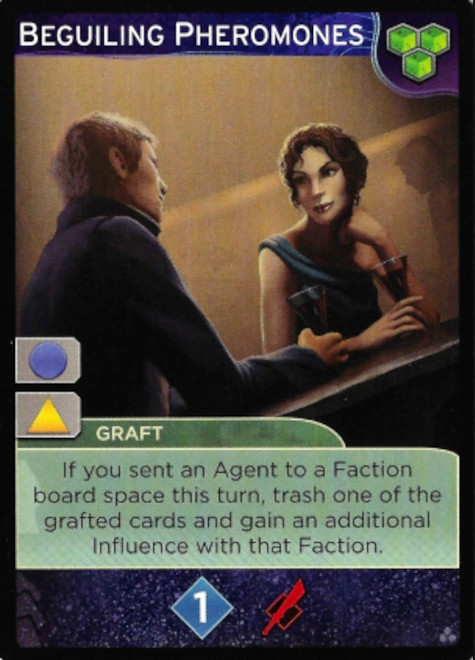 BEGUILING PHEROMONES
GRAFT
If you sent an Agent to a Faction
board space this turn, trash one of the
grafted cards and gain an additional
Influence with that Faction.
1